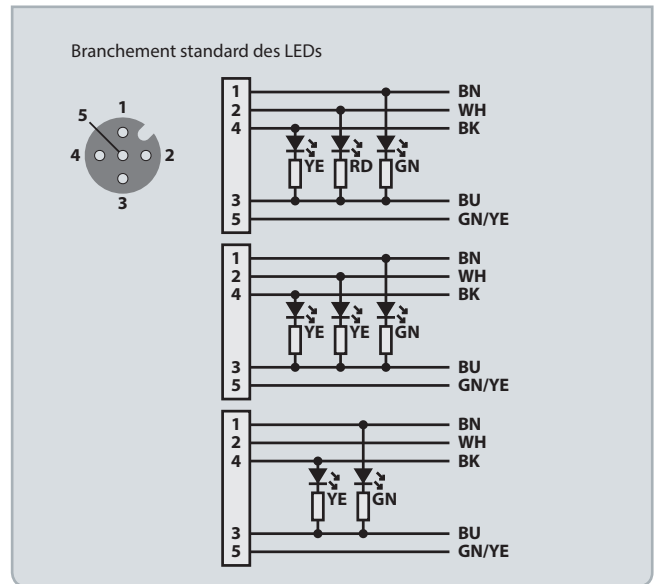 Branchement standard des LEDs
1
5
4
2
3
1 BN
2 WH
4 BK
YE RD GN
3 BU
5 GN/YE
1 BN
2 WH
4 BK
YE YE GN
3 BU
5 GN/YE
1 BN
2 WH
4 BK
YE GN
3 BU
5 GN/YE